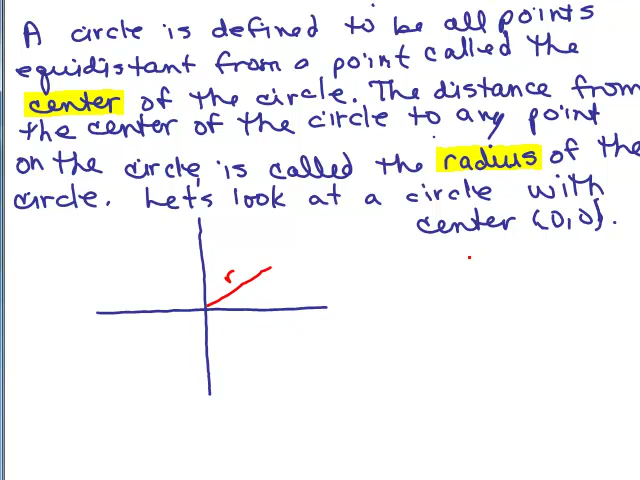 A circle is defined to be all points
equidistant from a point called the
center of the circle. The distance from
the center of the circle to any point
on the circle is called the radius of the
circle. Let's look at a circle with
center (0,0).
r